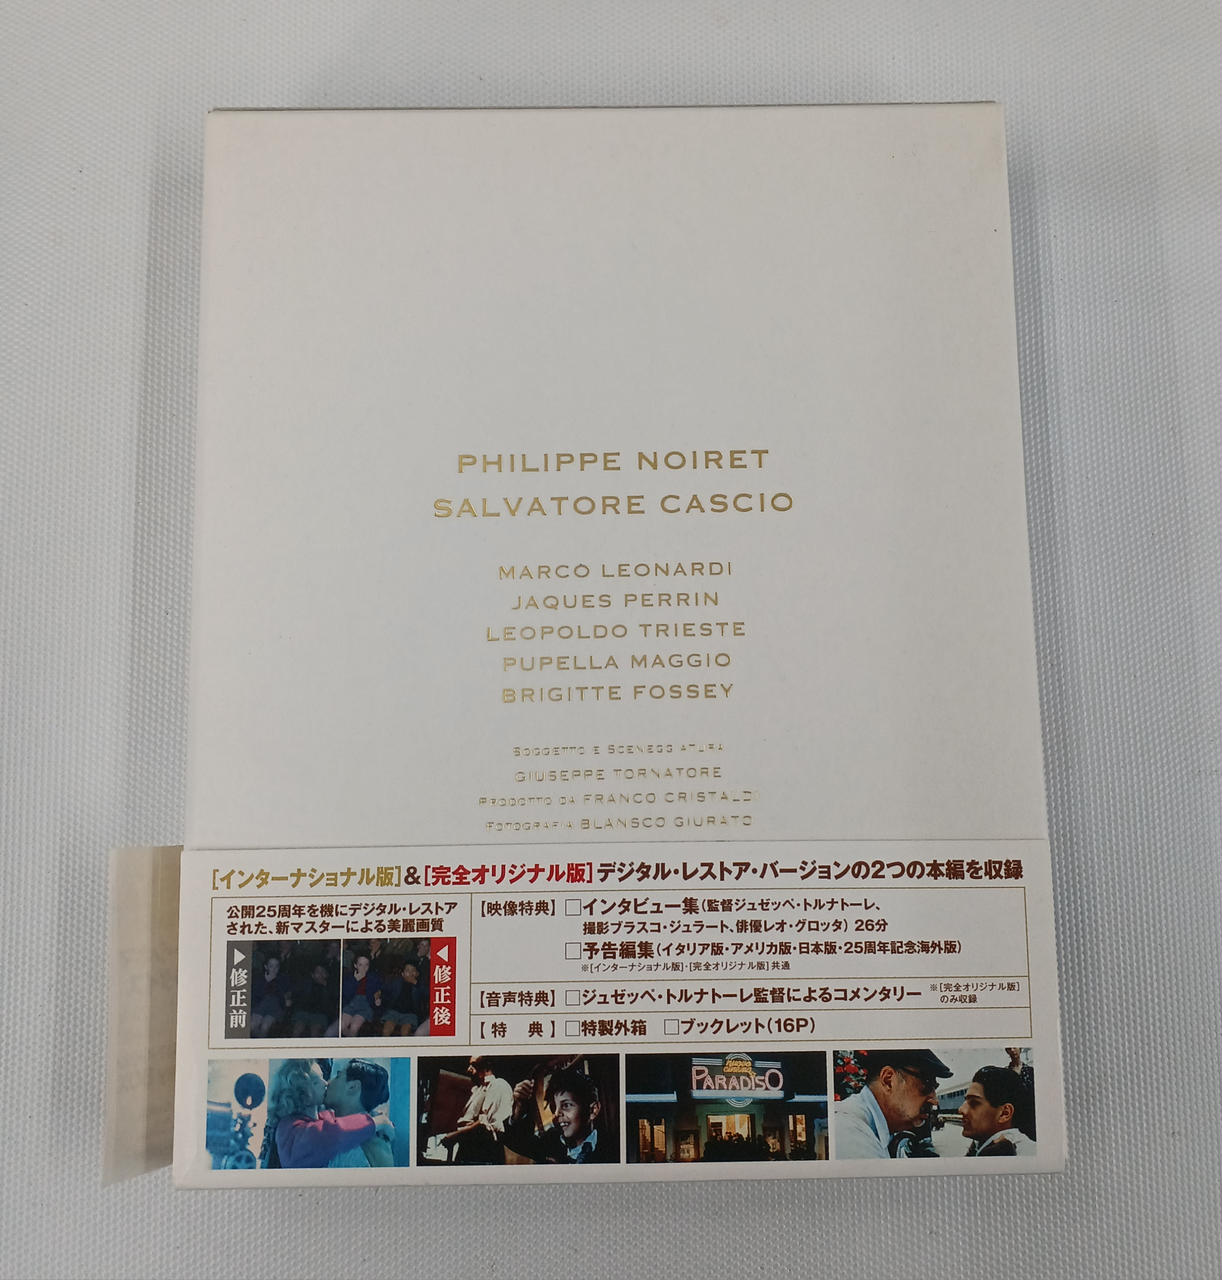 PHILIPPE NOIRET
SALVATORE CASCIO
MARCO LEONARDI
JAQUES PERRIN
LEOPOLDO TRIESTE
PUPELLA MAGGIO
BRIGITTE FOSSEY
SOGGETTO E SCENEGG ATURA
GIUSEPPE TORNATORE
PRODOTTO DA FRANCO CRISTALDI
FOTOGRAFIA BLANSCO GIURATO
[インターナショナル版]&[完全オリジナル版]デジタル・レストア・バージョンの2つの本編を収録
公開25周年を機にデジタル・レストア
された、新マスターによる美麗画質
▶修正前
◀修正後
【映像特典】□インタビュー集(監督ジュゼッペ・トルナトーレ、
撮影ブラスコ・ジュラート、俳優レオ・グロッタ) 26分
□予告編集(イタリア版・アメリカ版・日本版・25周年記念海外版)
※[インターナショナル版]・[完全オリジナル版]共通
【音声特典】□ジュゼッペ・トルナトーレ監督によるコメンタリー ※[完全オリジナル版]
のみ収録
【特 典】□特製外箱 □ブックレット(16P)
nuovo
cinema
PARADISO